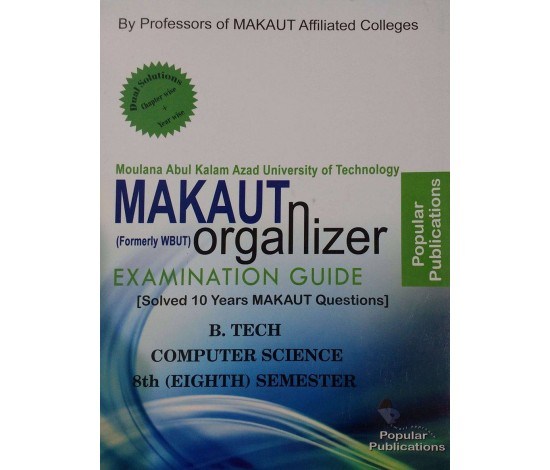 By Professors of MAKAUT Affiliated Colleges
Dual Solutions
Chapter wise
+
Year wise
Moulana Abul Kalam Azad University of Technology
MAKAUT
(Formerly WBUT) organizer
EXAMINATION GUIDE
[Solved 10 Years MAKAUT Questions]
B. TECH
COMPUTER SCIENCE
8th (EIGHTH) SEMESTER
Popular
Publications
Popular
Publications